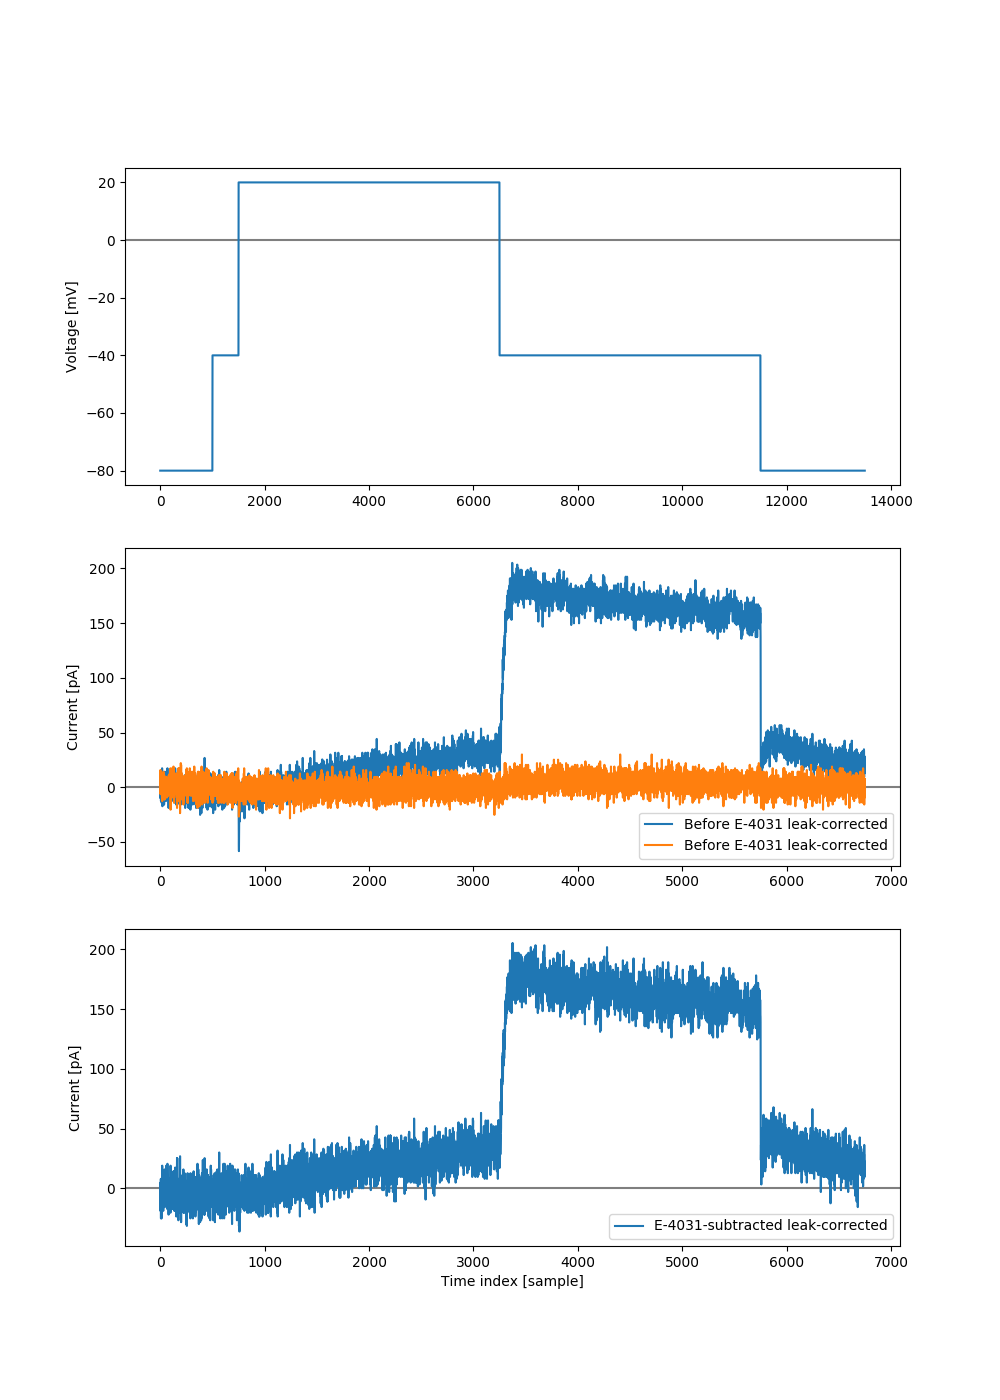 20
0
−20
−40
−60
−80
Voltage [mV]
0 2000 4000 6000 8000 10000 12000 14000
200
150
100
50
0
−50
Current [pA]
Before E-4031 leak-corrected
Before E-4031 leak-corrected
0 1000 2000 3000 4000 5000 6000 7000
200
150
100
50
0
Current [pA]
E-4031-subtracted leak-corrected
0 1000 2000 3000 4000 5000 6000 7000
Time index [sample]